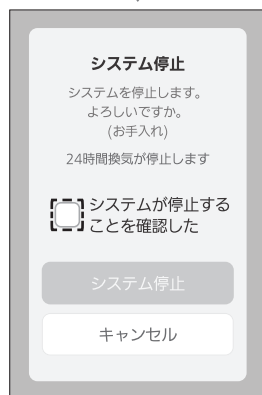 システム停止
システムを停止します。
よろしいですか。
(お手入れ)
24時間換気が停止します
システムが停止する
ことを確認した
システム停止
キャンセル